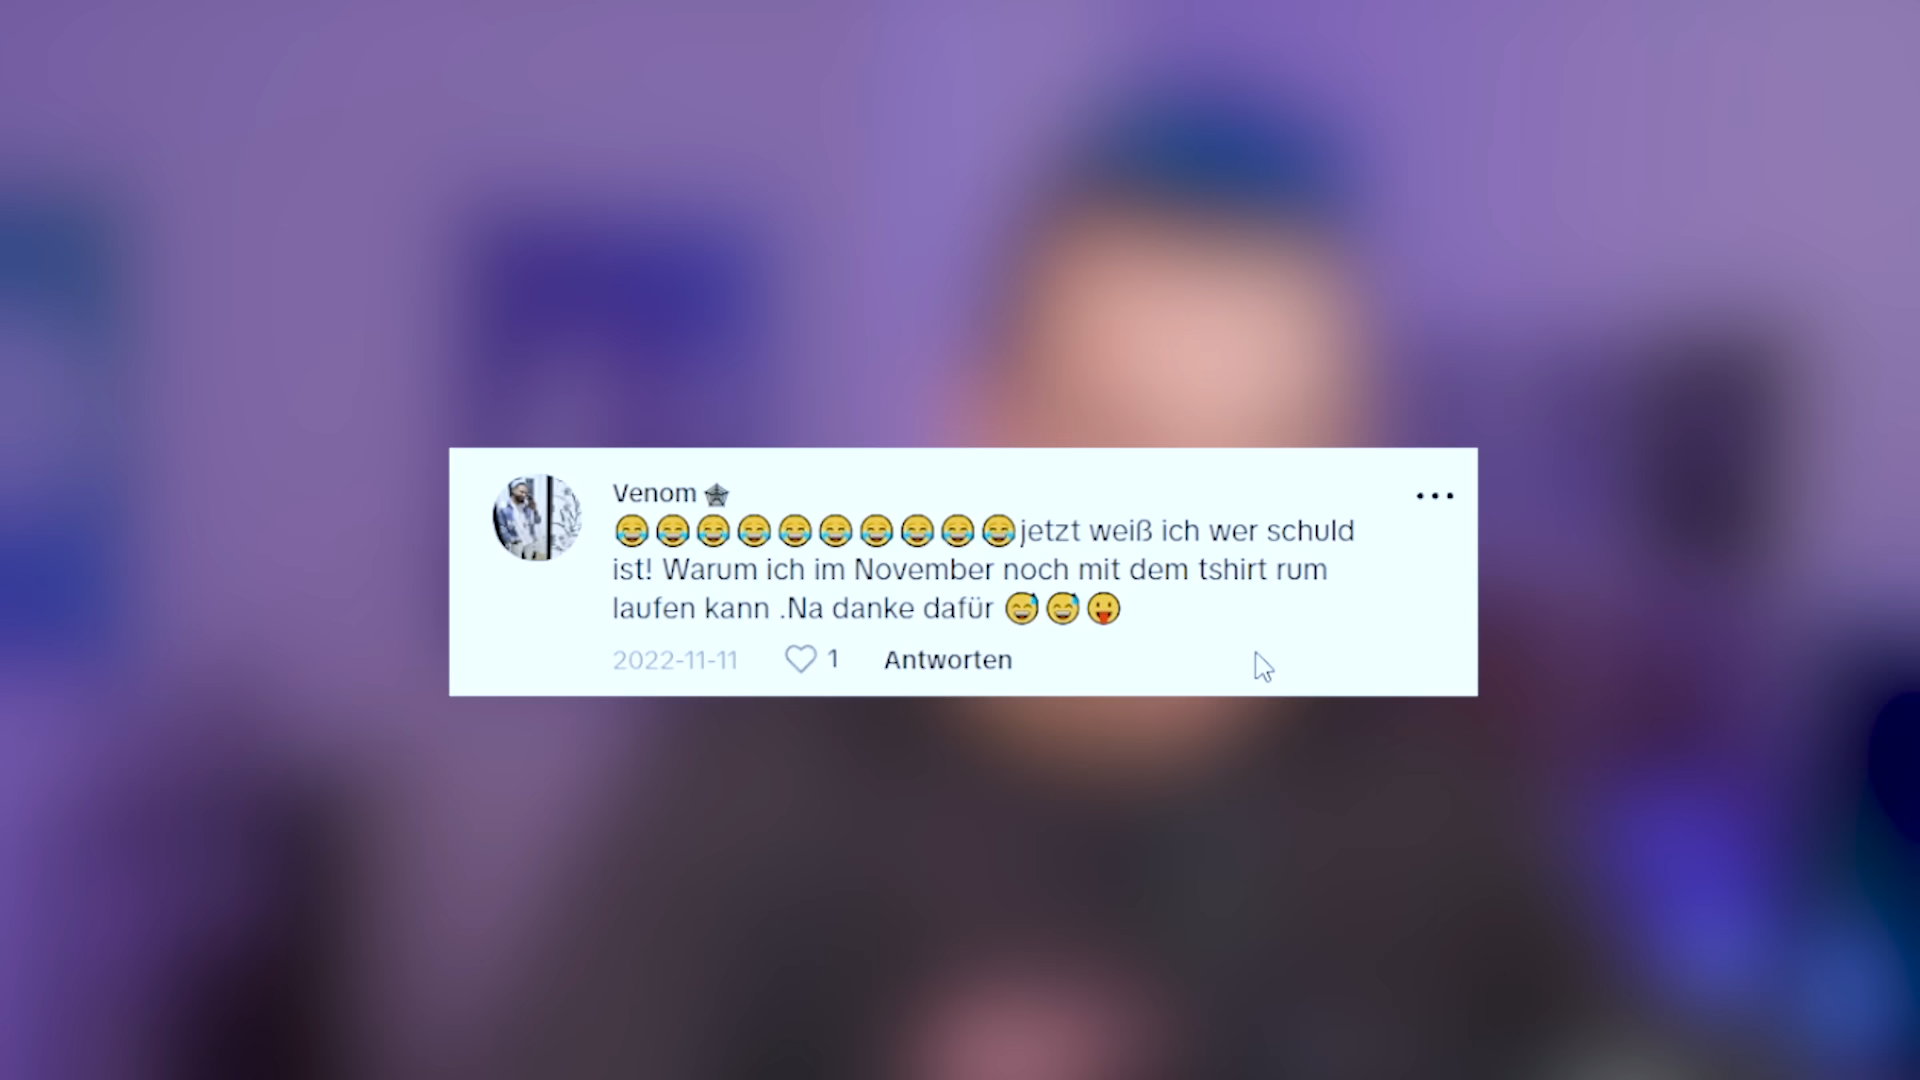 Venom
😂😂😂😂😂😂😂😂😂😂jetzt weiß ich wer schuld
ist! Warum ich im November noch mit dem tshirt rum
laufen kann .Na danke dafür 😅😅😛
2022-11-11 1 Antworten